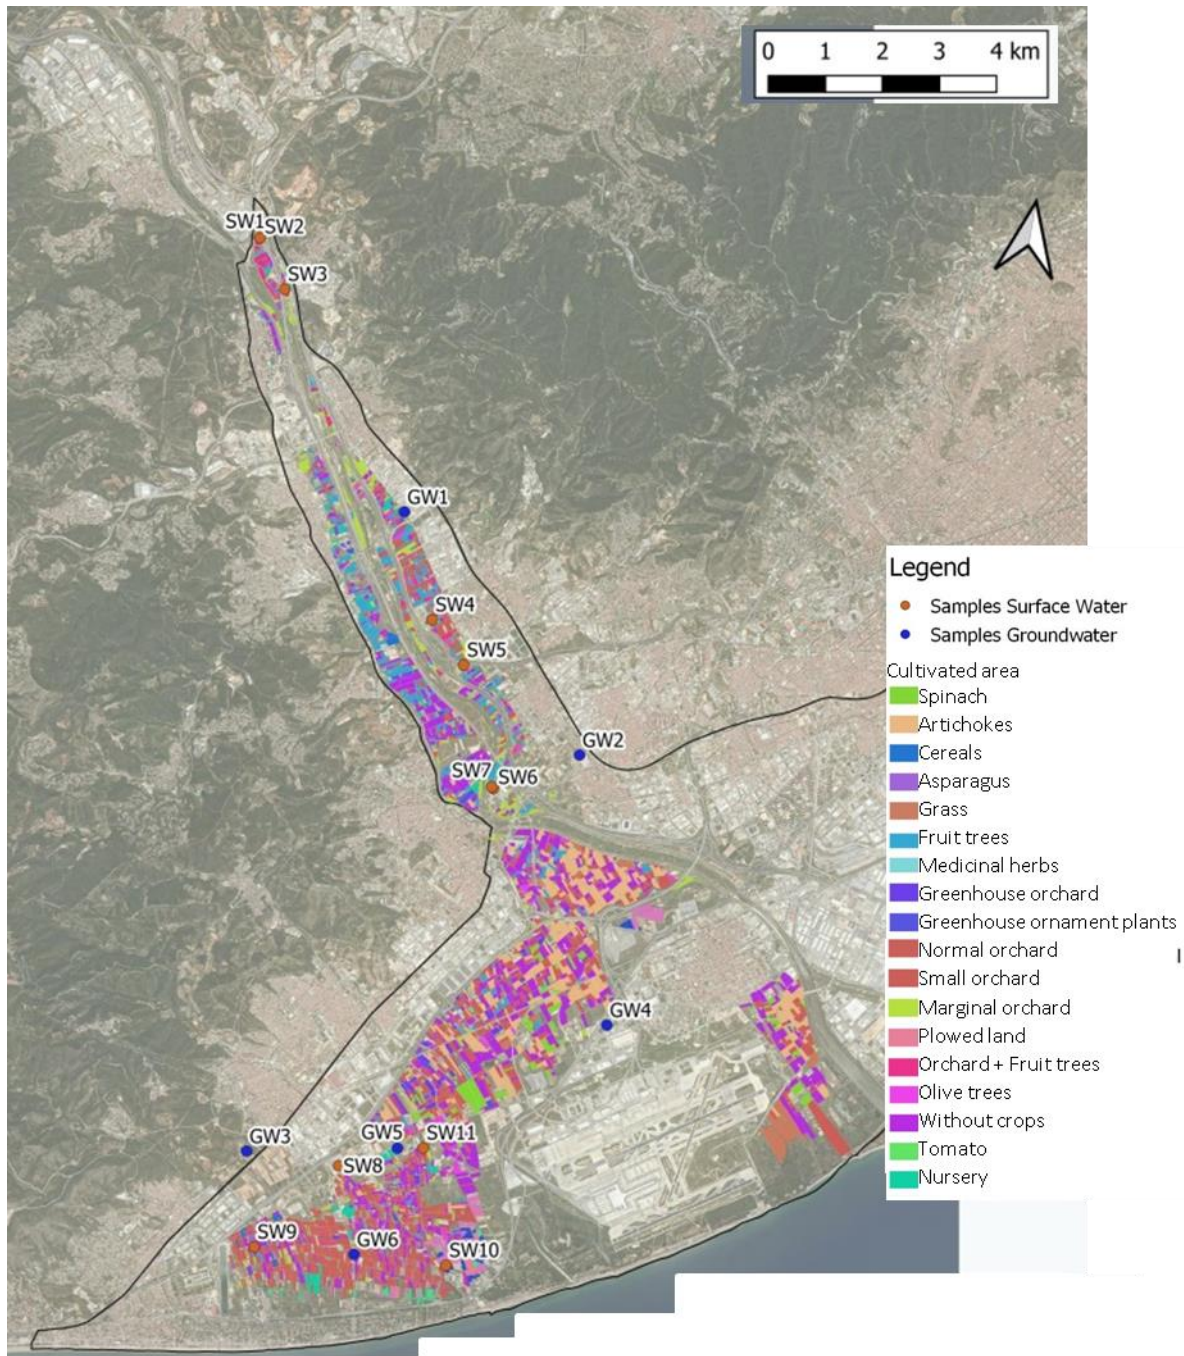 0 1 2 3 4 km
SW1 SW2
SW3
GW1
SW4
SW5
GW2
SW7 SW6
GW4
GW3
GW5 SW11
SW8
SW9
GW6
SW10
Legend
Samples Surface Water
Samples Groundwater
Cultivated area
Spinach
Artichokes
Cereals
Asparagus
Grass
Fruit trees
Medicinal herbs
Greenhouse orchard
Greenhouse ornament plants
Normal orchard
Small orchard
Marginal orchard
Plowed land
Orchard + Fruit trees
Olive trees
Without crops
Tomato
Nursery